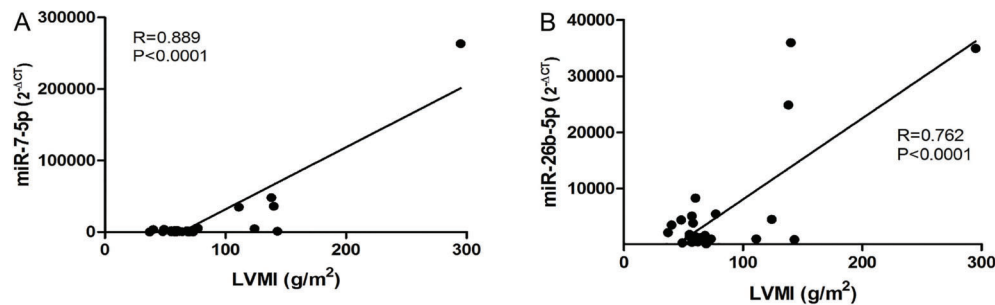 A
miR-7-5p (2-ΔCT)
300000
200000
100000
0
R=0.889
P<0.0001
0 100 200 300
LVMI (g/m²)
B
miR-26b-5p (2-ΔCT)
40000
30000
20000
10000
R=0.762
P<0.0001
0 100 200 300
LVMI (g/m²)